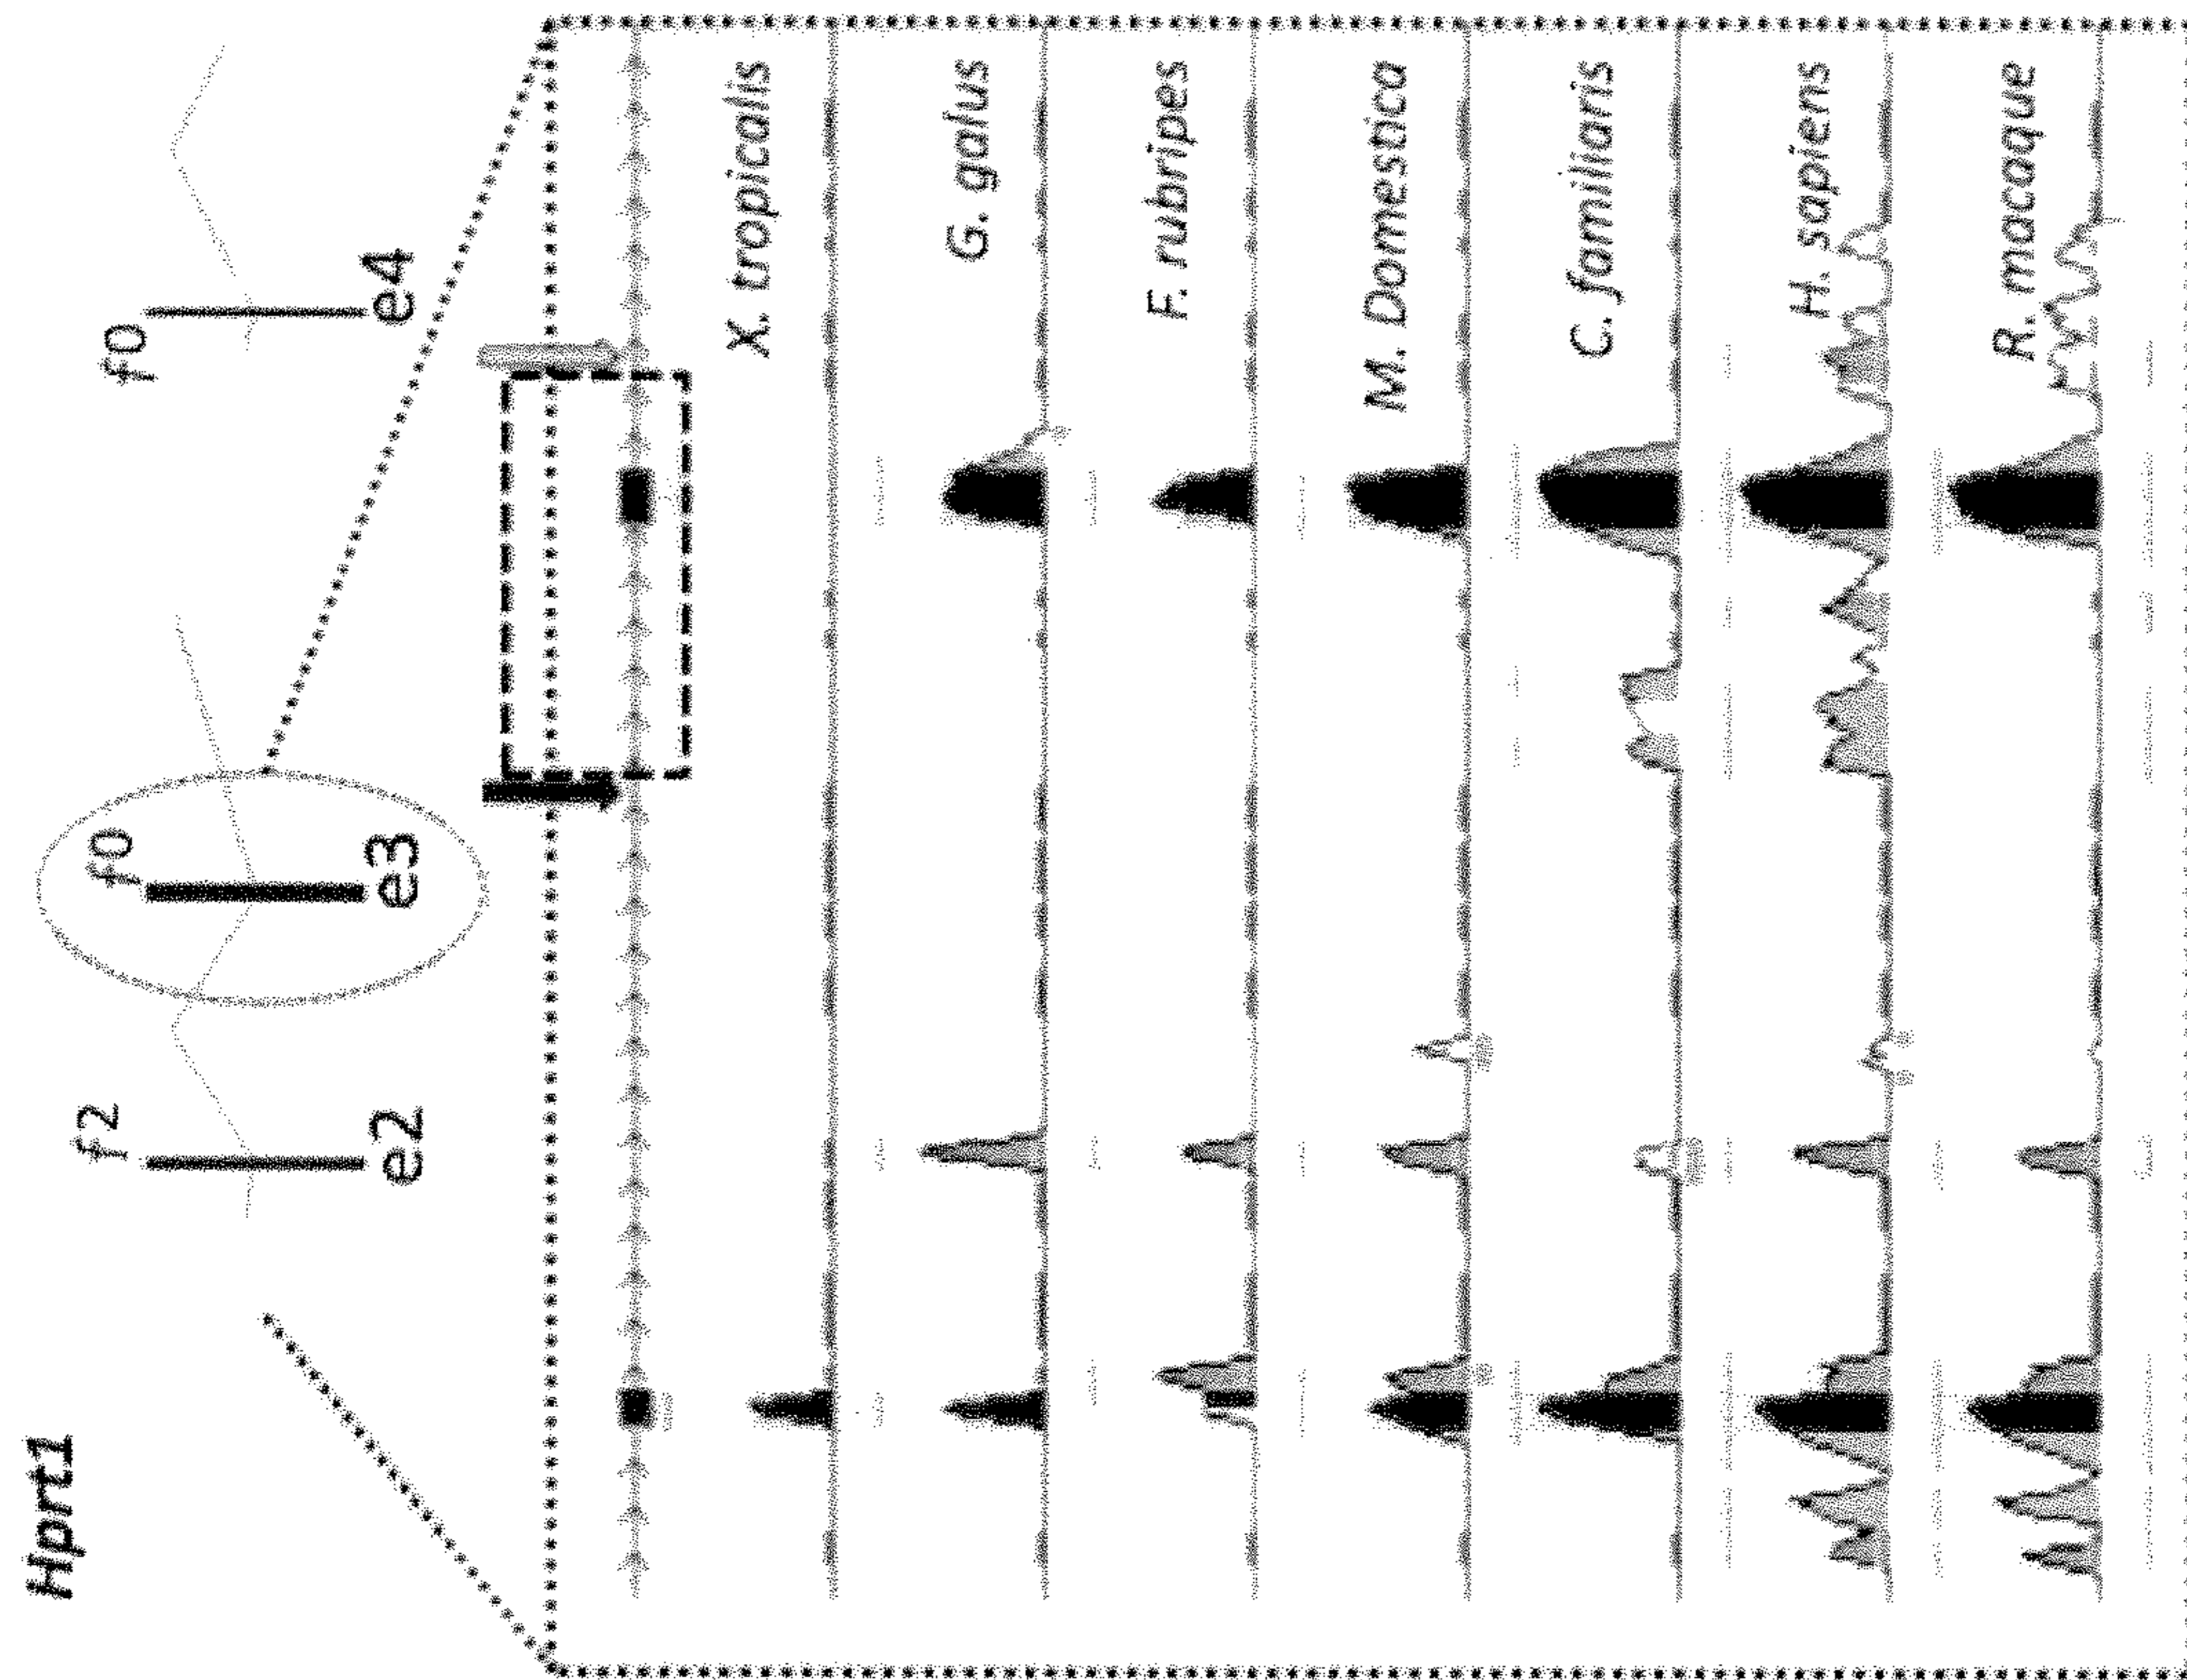 Hprt1
f2
f0
f0
e2
e3
e4
X. tropicalis
G. galus
F. rubripes
M. Domestica
C. familiaris
H. sapiens
R. macaque